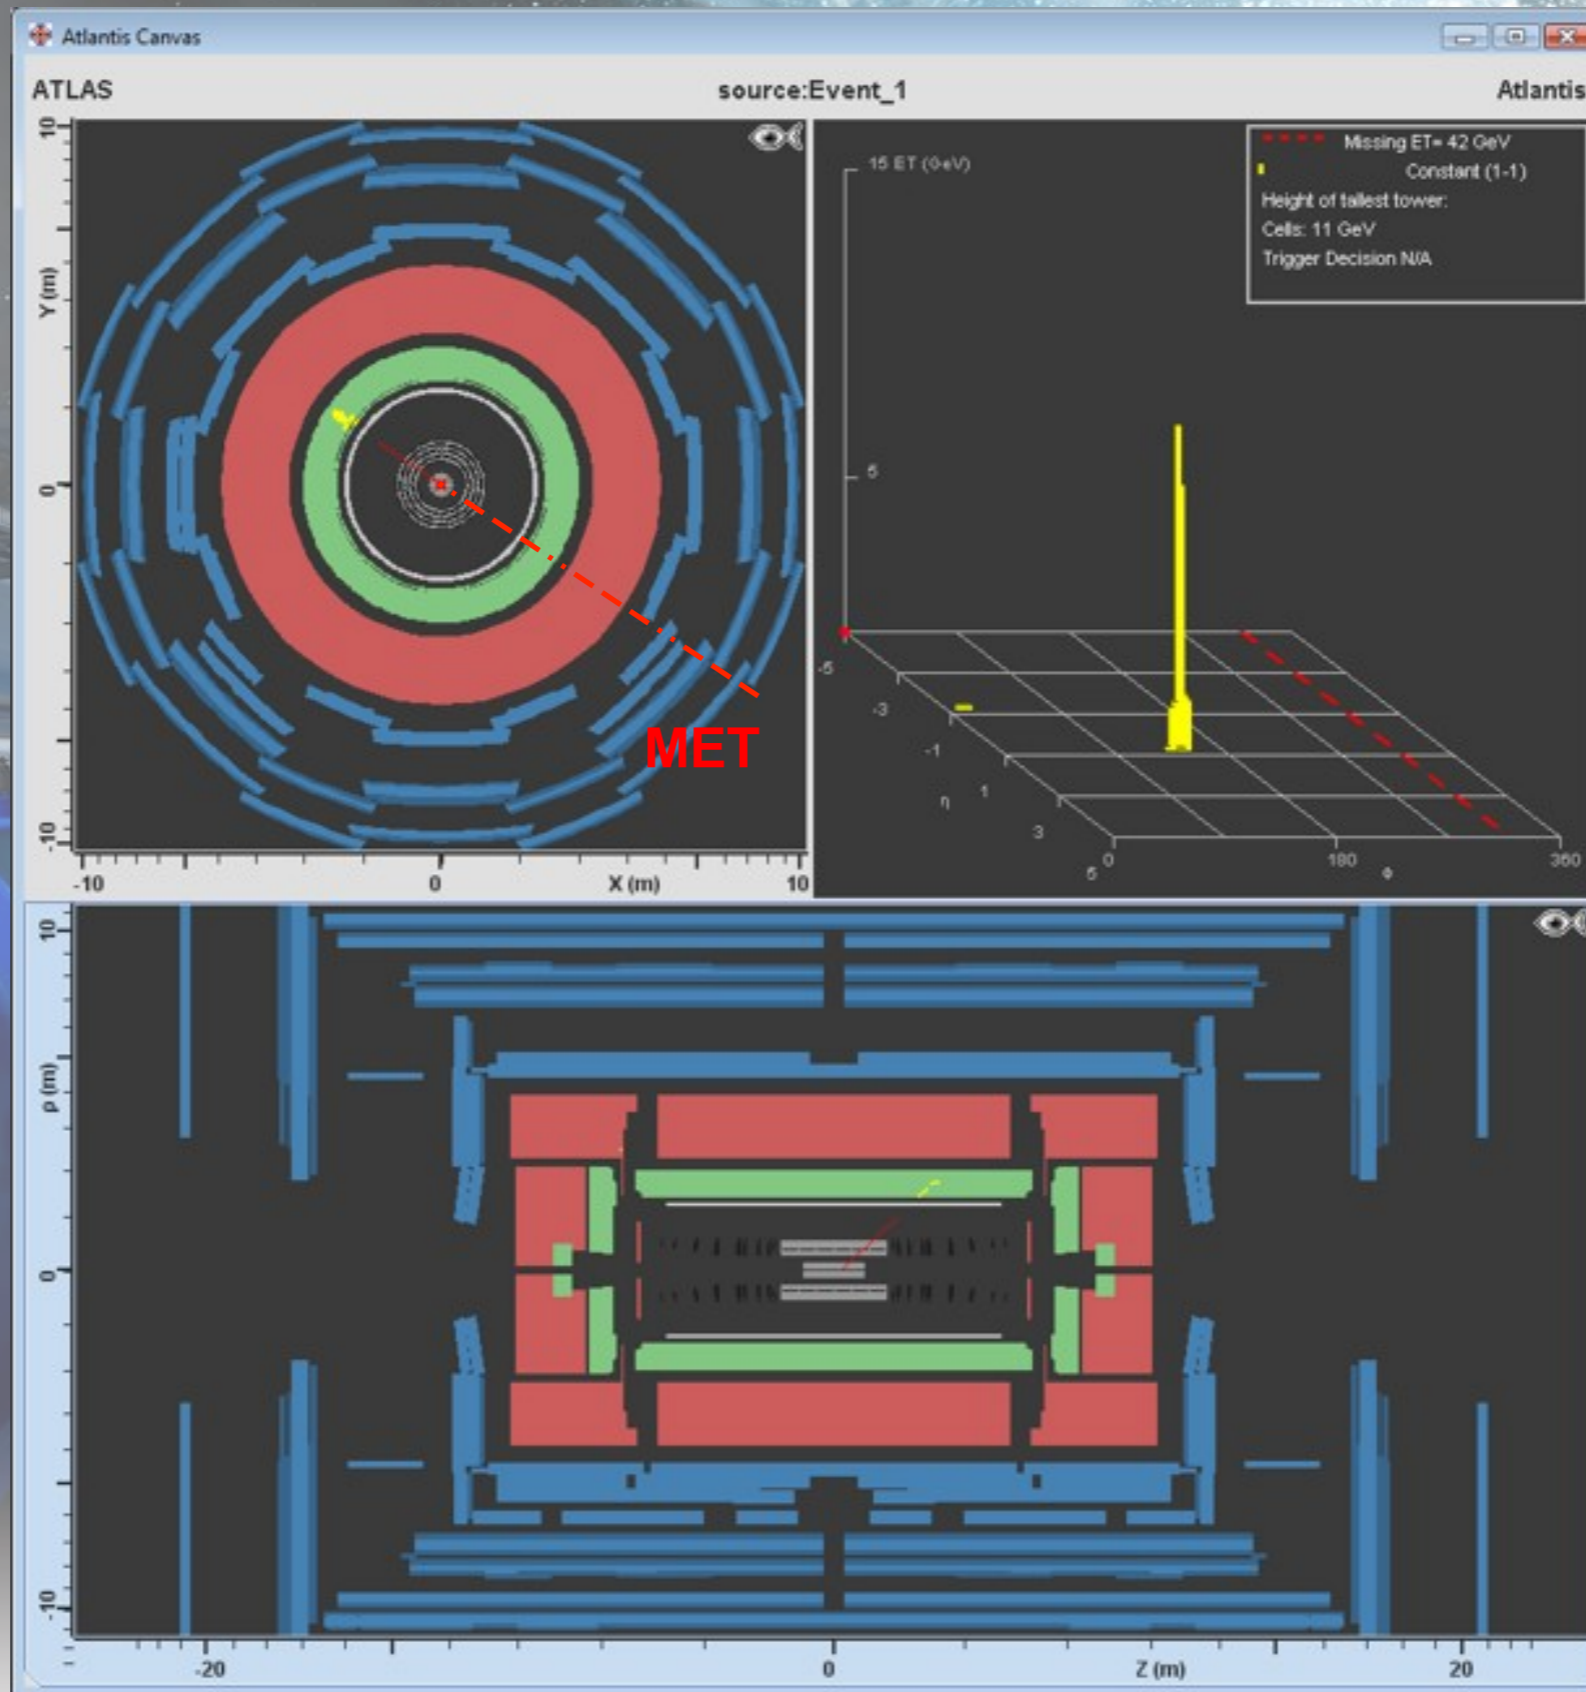 Atlantis Canvas
ATLAS source:Event_1 Atlantis
10
Y (m)
0
-10
-10 0 X (m) 10
MET
15 ET (GeV)
5
Missing ET= 42 GeV
Constant (1-1)
Height of tallest tower:
Cells: 11 GeV
Trigger Decision N/A
-5
-3
-1
η 1
3
5 0 180 Φ 360
10
ρ (m)
0
-10
-20 0 Z (m) 20